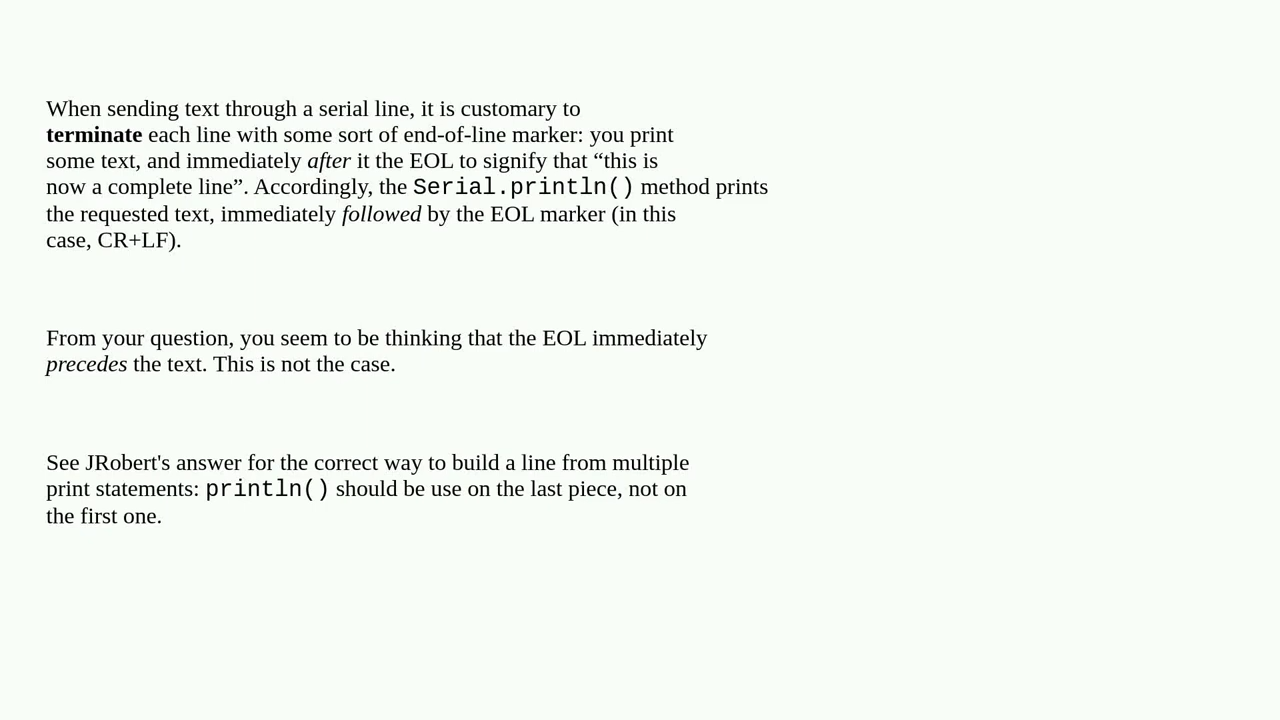 When sending text through a serial line, it is customary to
terminate each line with some sort of end-of-line marker: you print
some text, and immediately after it the EOL to signify that “this is
now a complete line”. Accordingly, the Serial.println() method prints
the requested text, immediately followed by the EOL marker (in this
case, CR+LF).
From your question, you seem to be thinking that the EOL immediately
precedes the text. This is not the case.
See JRobert's answer for the correct way to build a line from multiple
print statements: println() should be use on the last piece, not on
the first one.